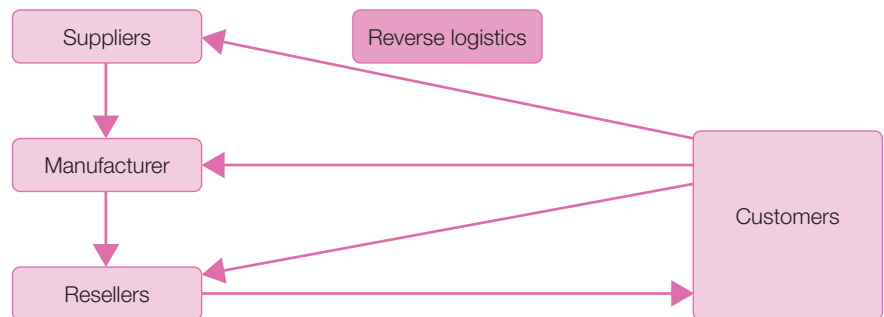 Suppliers
Reverse logistics
Manufacturer
Customers
Resellers